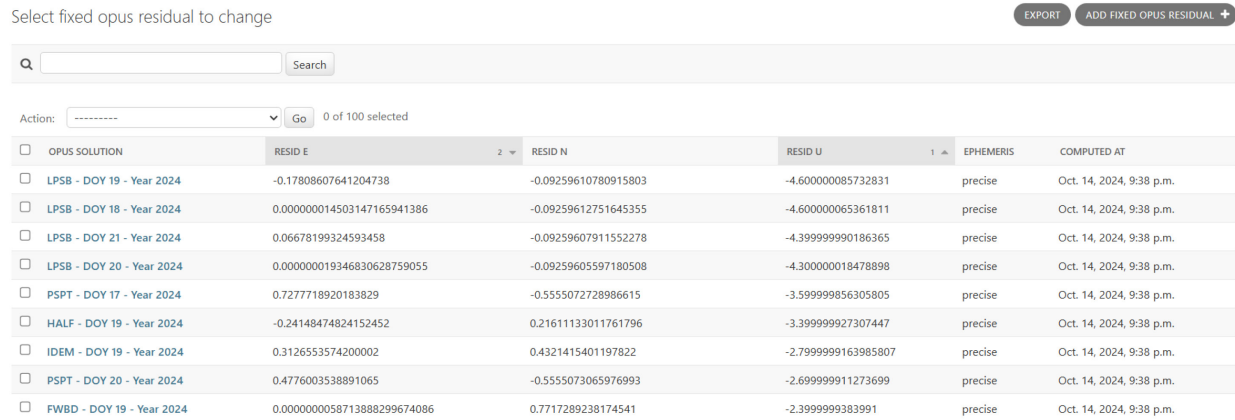 Select fixed opus residual to change
EXPORT
ADD FIXED OPUS RESIDUAL +
Search
Action: --------- Go 0 of 100 selected
OPUS SOLUTION RESID E 2 RESID N RESID U 1 EPHEMERIS COMPUTED AT
LPSB - DOY 19 - Year 2024 -0.17808607641204738 -0.09259610780915803 -4.600000085732831 precise Oct. 14, 2024, 9:38 p.m.
LPSB - DOY 18 - Year 2024 0.000000014503147165941386 -0.09259612751645355 -4.600000065361811 precise Oct. 14, 2024, 9:38 p.m.
LPSB - DOY 21 - Year 2024 0.06678199324593458 -0.09259607911552278 -4.399999990186365 precise Oct. 14, 2024, 9:38 p.m.
LPSB - DOY 20 - Year 2024 0.000000019346830628759055 -0.09259605597180508 -4.300000018478898 precise Oct. 14, 2024, 9:38 p.m.
PSPT - DOY 17 - Year 2024 0.7277718920183829 -0.5555072728986615 -3.599999856305805 precise Oct. 14, 2024, 9:38 p.m.
HALF - DOY 19 - Year 2024 -0.24148474824152452 0.21611133011761796 -3.399999927307447 precise Oct. 14, 2024, 9:38 p.m.
IDEM - DOY 19 - Year 2024 0.3126553574200002 0.4321415401197822 -2.7999999163985807 precise Oct. 14, 2024, 9:38 p.m.
PSPT - DOY 20 - Year 2024 0.4776003538891065 -0.5555073065976993 -2.699999911273699 precise Oct. 14, 2024, 9:38 p.m.
FWBD - DOY 19 - Year 2024 0.0000000058713888299674086 0.7717289238174541 -2.3999999383991 precise Oct. 14, 2024, 9:38 p.m.